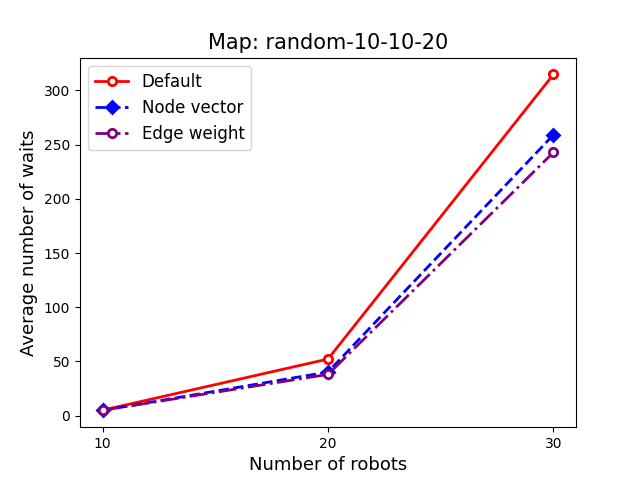 Map: random-10-10-20
Default
Node vector
Edge weight
Average number of waits
300
250
200
150
100
50
0
10
20
30
Number of robots